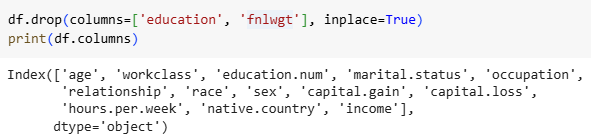 df.drop(columns=['education', 'fnlwgt'], inplace=True)
print(df.columns)
Index(['age', 'workclass', 'education.num', 'marital.status', 'occupation',
'relationship', 'race', 'sex', 'capital.gain', 'capital.loss',
'hours.per.week', 'native.country', 'income'],
dtype='object')